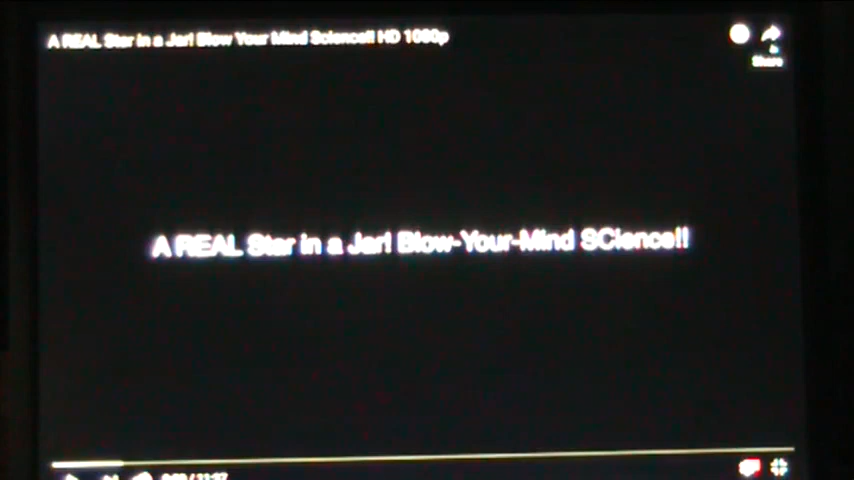 A REAL Star in a Jar! Blow Your Mind Science!! HD 1080p
Share
A REAL Star in a Jar! Blow-Your-Mind SCience!!